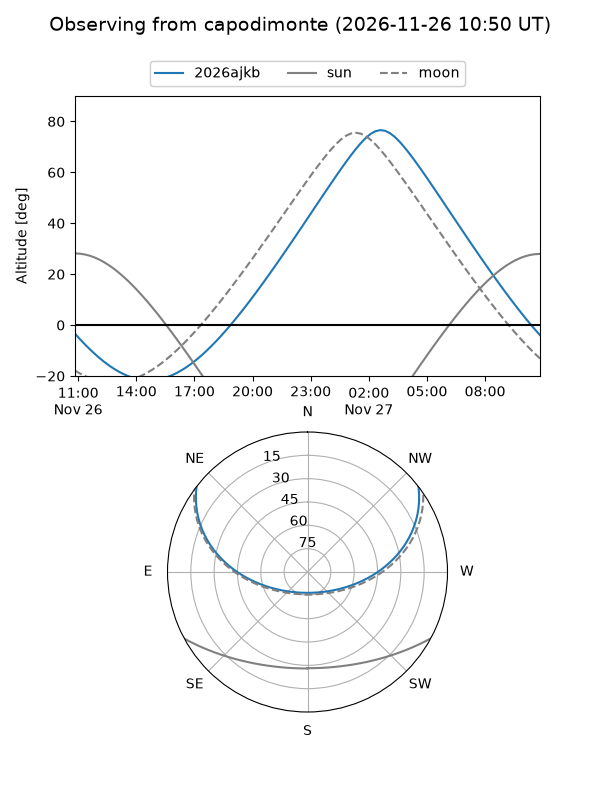 Observing from capodimonte (2026-11-26 10:50 UT)
2026ajkb sun moon
Altitude [deg]
80
60
40
20
0
−20
11:00 14:00 17:00 20:00 23:00 02:00 05:00 08:00
Nov 26 Nov 27
N
NE NW
15
30
45
60
75
E W
SE SW
S